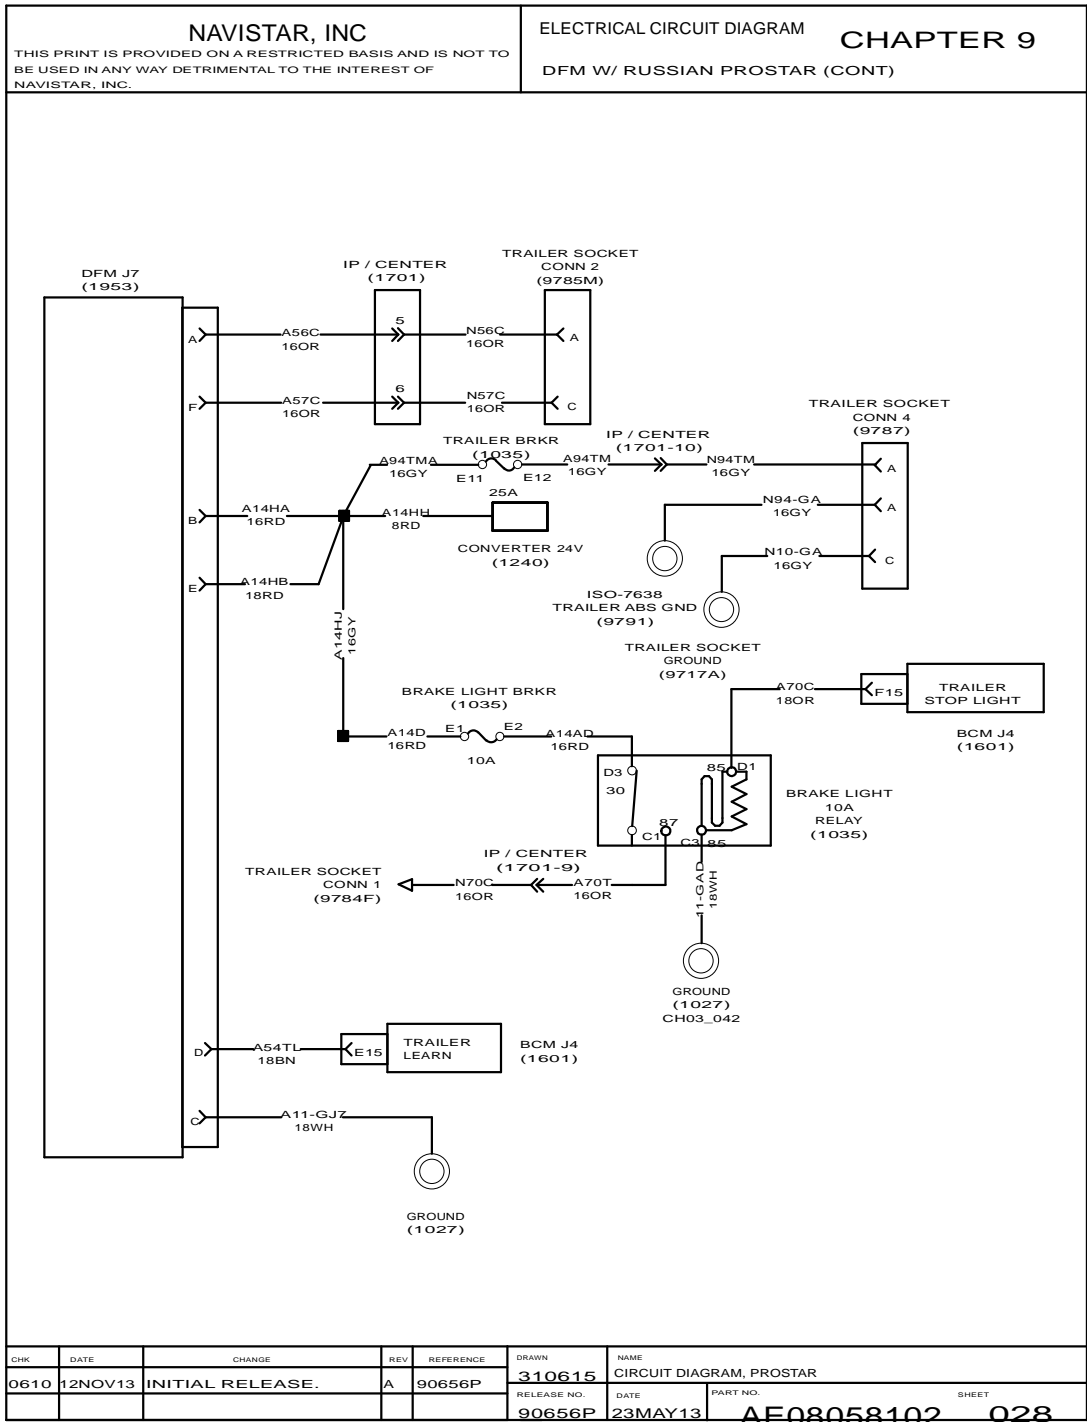 NAVISTAR, INC
THIS PRINT IS PROVIDED ON A RESTRICTED BASIS AND IS NOT TO
BE USED IN ANY WAY DETRIMENTAL TO THE INTEREST OF
NAVISTAR, INC.
ELECTRICAL CIRCUIT DIAGRAM
CHAPTER 9
DFM W/ RUSSIAN PROSTAR (CONT)
DFM J7
(1953)
IP / CENTER
(1701)
TRAILER SOCKET
CONN 2
(9785M)
A
A56C
16OR
5
N56C
16OR
A
F
A57C
16OR
6
N57C
16OR
C
TRAILER SOCKET
CONN 4
(9787)
TRAILER BRKR
(1035)
IP / CENTER
(1701-10)
A94TMA
16GY
E11
E12
25A
A94TM
16GY
N94TM
16GY
A
B
A14HA
16RD
A14HH
8RD
CONVERTER 24V
(1240)
N94-GA
16GY
A
N10-GA
16GY
C
E
A14HB
18RD
ISO-7638
TRAILER ABS GND
(9791)
A14HJ
16GY
TRAILER SOCKET
GROUND
(9717A)
A70C
18OR
F15
TRAILER
STOP LIGHT
BCM J4
(1601)
BRAKE LIGHT BRKR
(1035)
A14D
16RD
E1
E2
10A
A14AD
16RD
D3
30
85
D1
87
C1
C3
85
BRAKE LIGHT
10A
RELAY
(1035)
IP / CENTER
(1701-9)
TRAILER SOCKET
CONN 1
(9784F)
N70C
16OR
A70T
16OR
11-GAD
18WH
GROUND
(1027)
CH03_042
D
A54TL
18BN
E15
TRAILER
LEARN
BCM J4
(1601)
C
A11-GJ7
18WH
GROUND
(1027)
CHK DATE CHANGE REV REFERENCE
0610 12NOV13 INITIAL RELEASE. A 90656P
DRAWN
310615
NAME
CIRCUIT DIAGRAM, PROSTAR
RELEASE NO.
90656P
DATE
23MAY13
PART NO.
AF08058102
SHEET
028